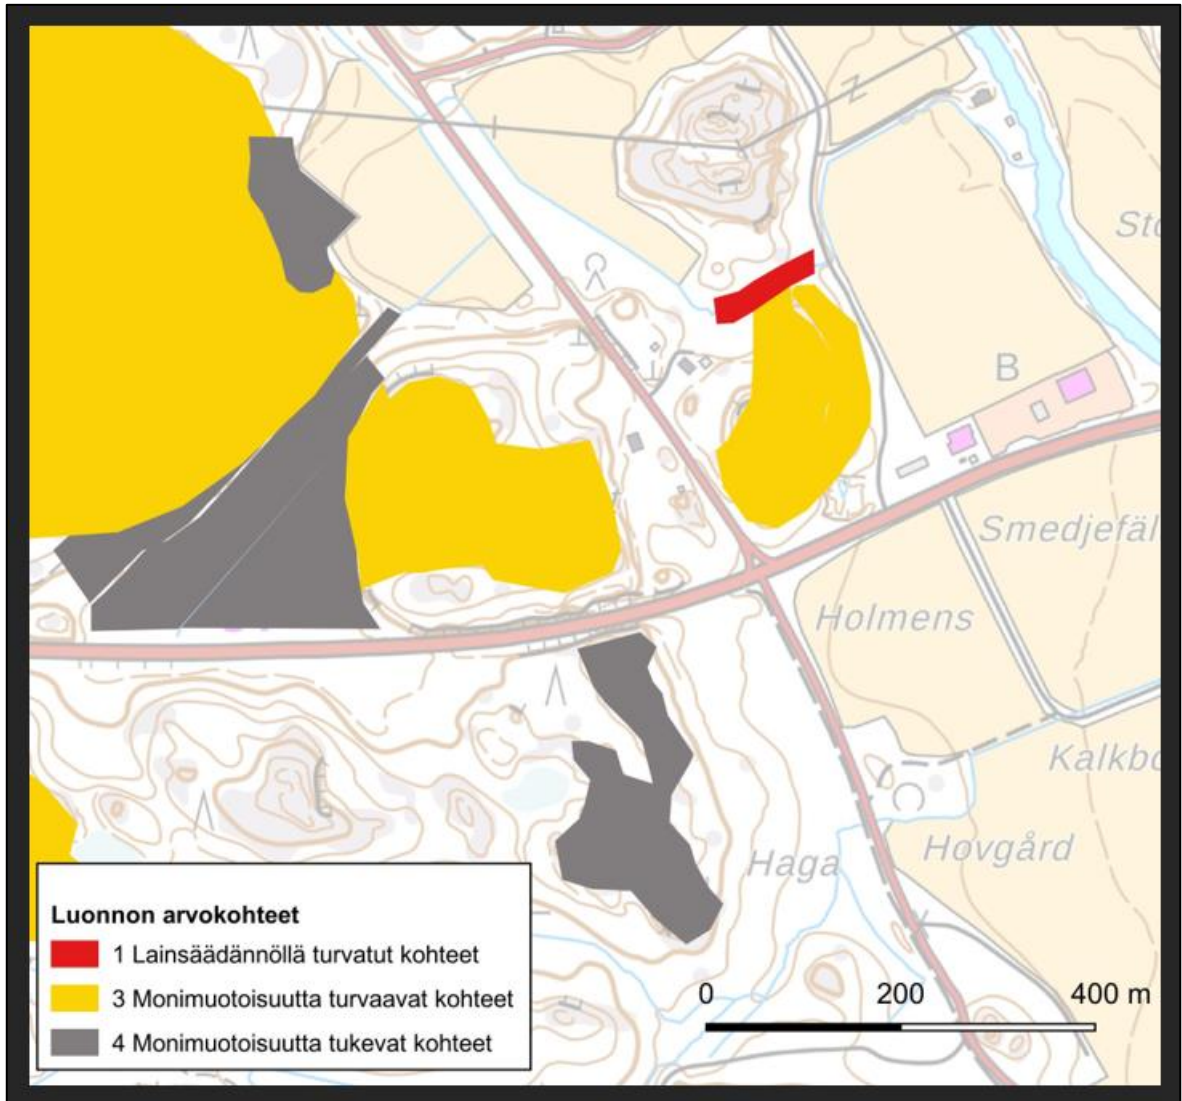 Z
I
Stö
B
Smedjefäl
Holmens
Kalkbo
Haga
Hovgård
Luonnon arvokohteet
1 Lainsäädännöllä turvatut kohteet
3 Monimuotoisuutta turvaavat kohteet
4 Monimuotoisuutta tukevat kohteet
0 200 400 m